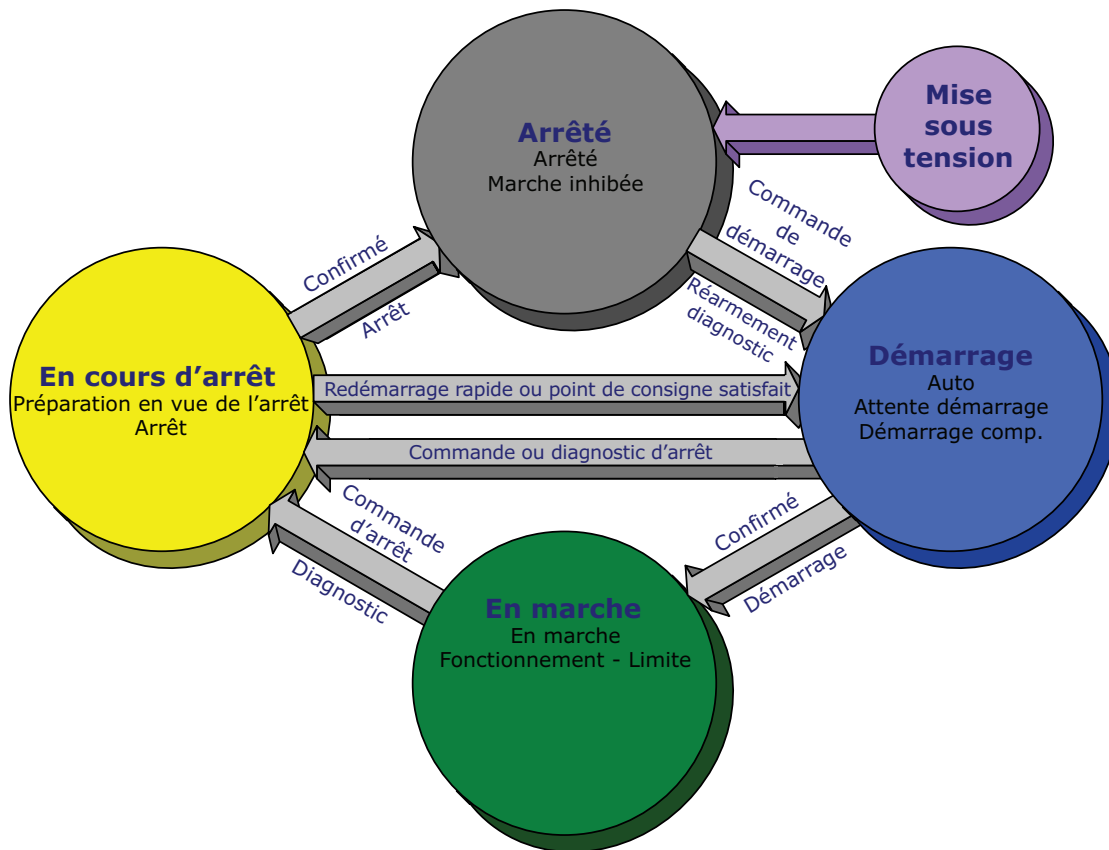 Mise
sous
tension
Arrêté
Arrêté
Marche inhibée
Commande
de
démarrage
Réarmement
diagnostic
Confirmé
Arrêt
En cours d’arrêt
Préparation en vue de l’arrêt
Arrêt
Redémarrage rapide ou point de consigne satisfait
Démarrage
Auto
Attente démarrage
Démarrage comp.
Commande ou diagnostic d’arrêt
Commande
d’arrêt
Diagnostic
Confirmé
Démarrage
En marche
En marche
Fonctionnement - Limite